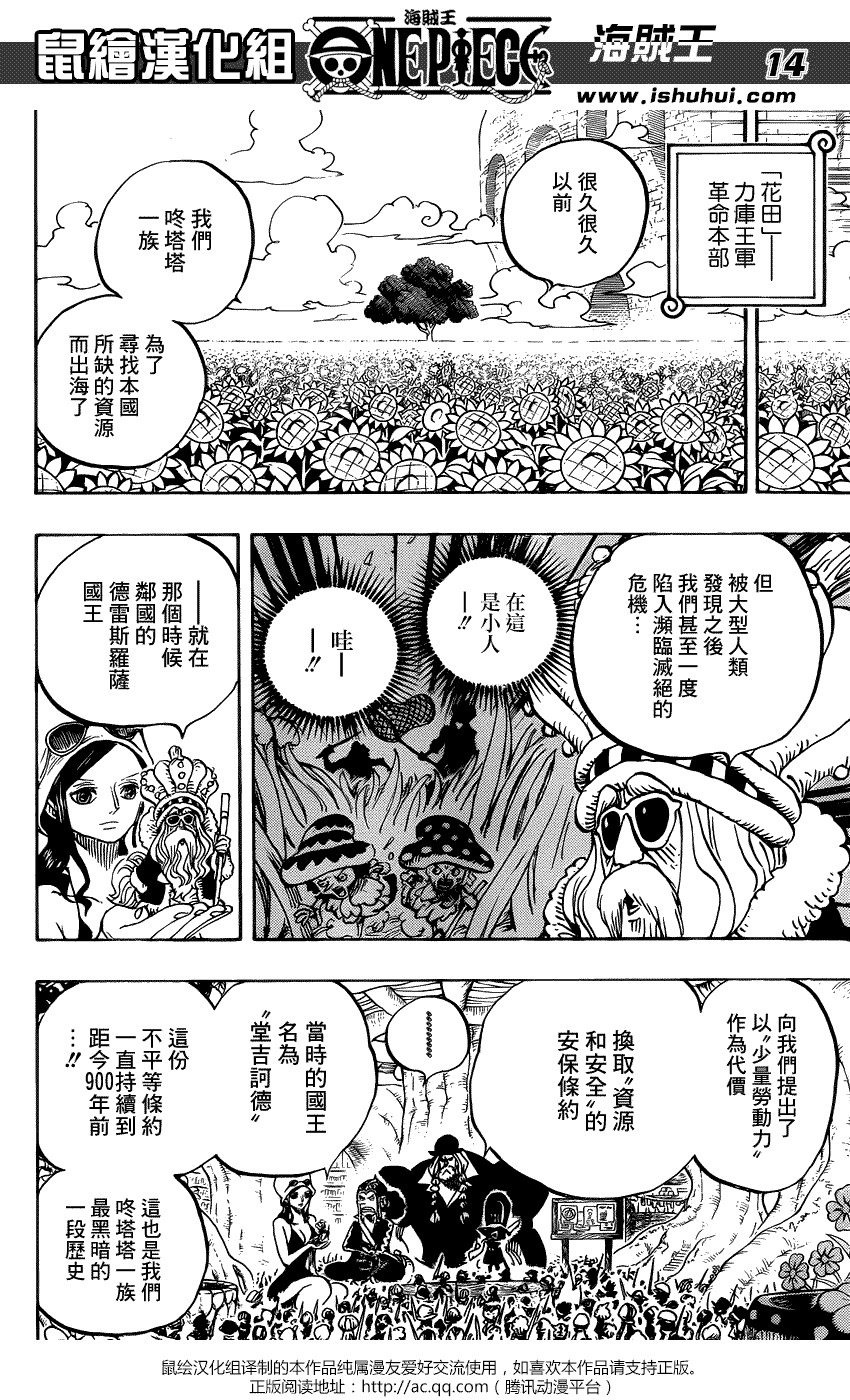 鼠繪漢化組
海賊王
ONE PIECE
海賊王
14
www.ishuhui.com
「花田」——
力庫王軍
革命本部
很久很久
以前
我們
咚塔塔
一族
為了
尋找本國
所缺的資源
而出海了
但
被大型人類
發現之後
我們甚至一度
陷入瀕臨滅絕的
危機…
在這
是小人
—!!
哇—
—!!
——就在
那個時候
鄰國的
德雷斯羅薩
國王
向我們提出了
以“少量勞動力”
作為代價
換取“資源
和安全”的
安保條約
………
當時的國王
名為
“堂吉訶德”
這份
不平等條約
一直持續到
距今900年前
…!!
這也是我們
咚塔塔一族
最黑暗的
一段歷史
鼠绘汉化组译制的本作品纯属漫友爱好交流使用，如喜欢本作品请支持正版。
正版阅读地址：http://ac.qq.com（腾讯动漫平台）